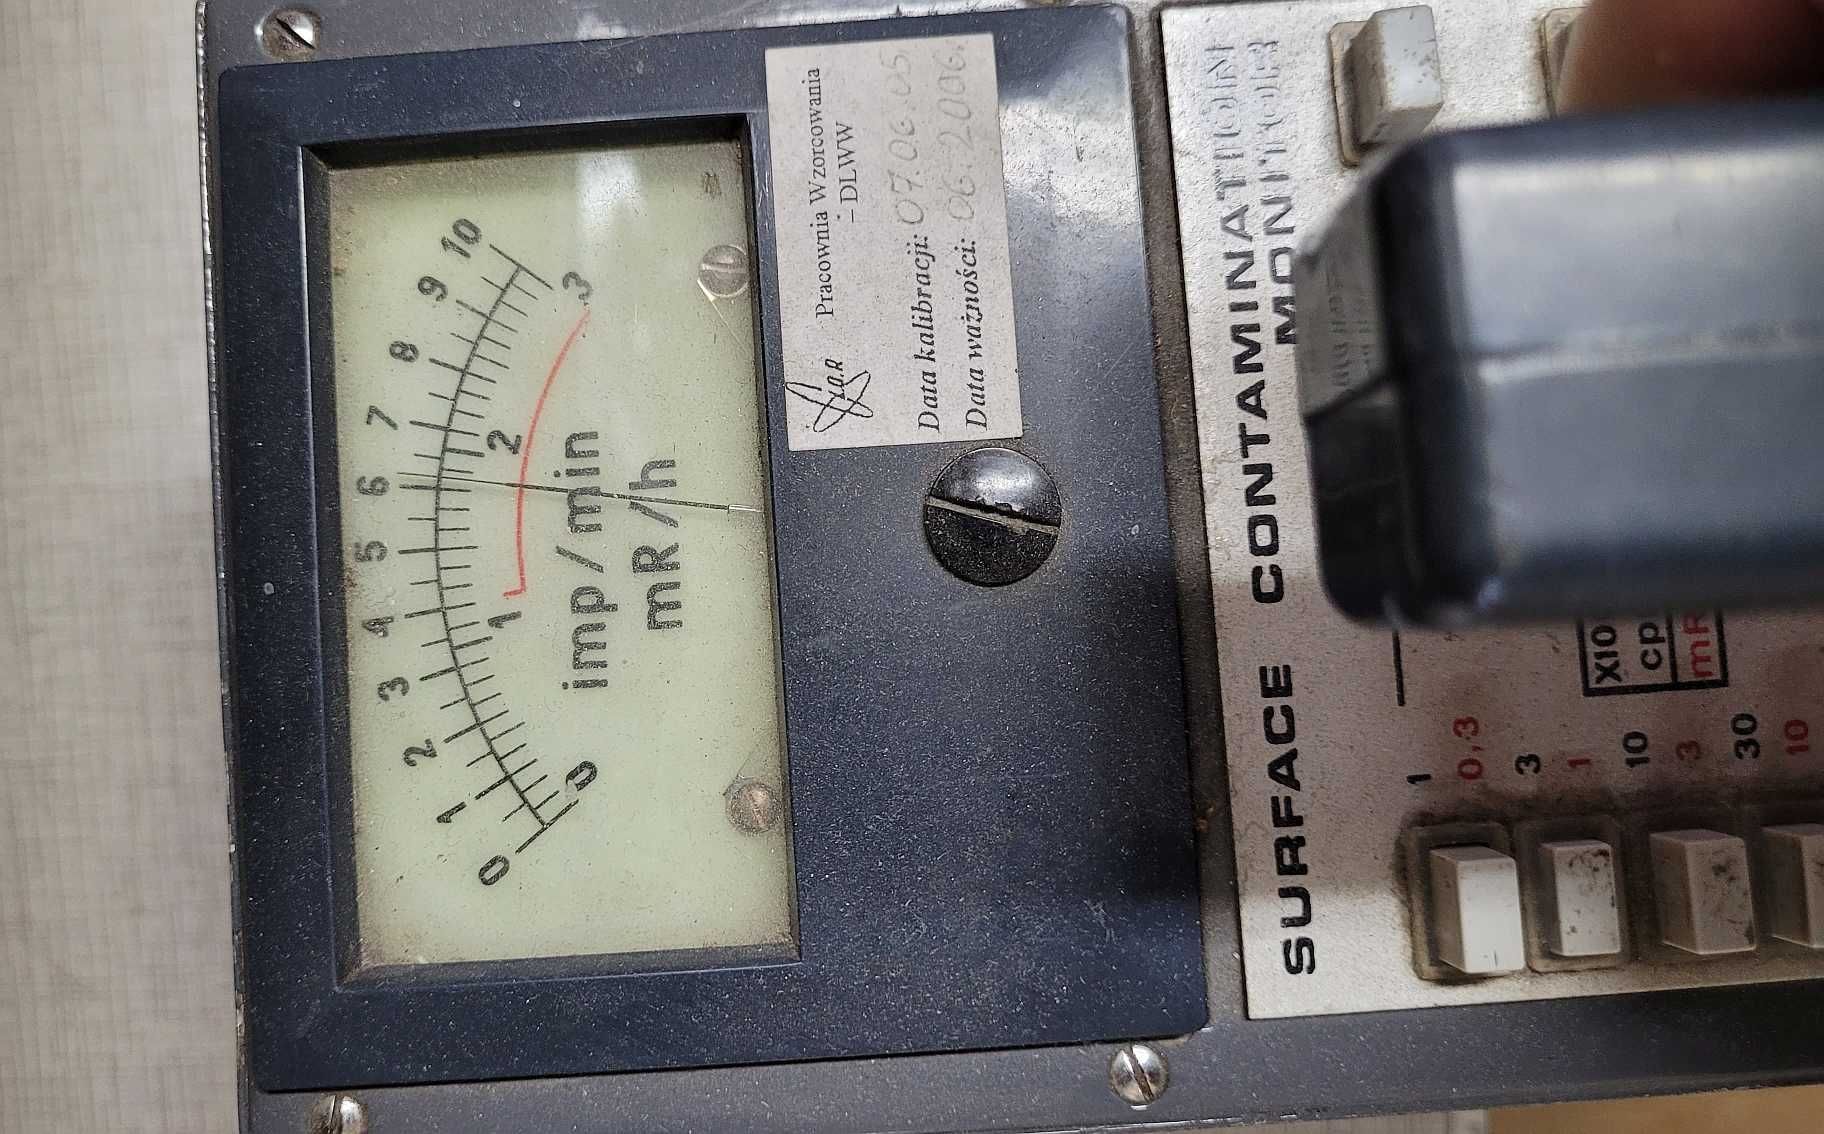 0 1 2 3 4 5 6 7 8 9 10
0 1 2 3
imp/min
mR/h
Pracownia Wzorcowania
- DLWW
Data kalibracji: 07.06.05
Data ważności: 06.2006.
SURFACE CONTAMINATION
MONITOR
1
0,3
3
1
10
3
30
10
X10
cp
mR